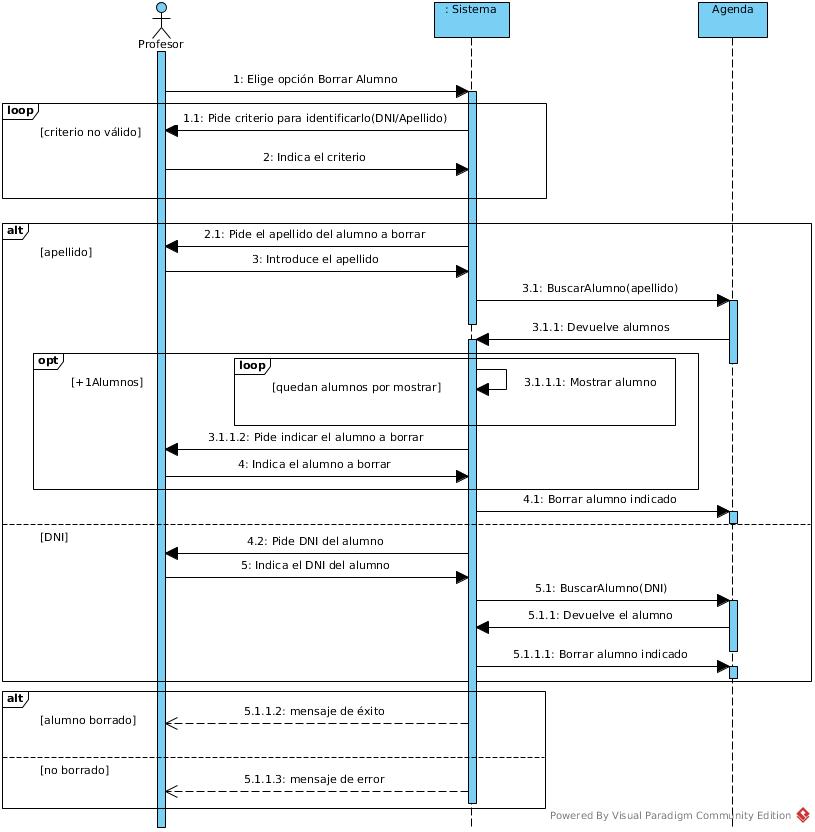 Profesor
: Sistema
Agenda
1: Elige opción Borrar Alumno
loop
[criterio no válido]
1.1: Pide criterio para identificarlo(DNI/Apellido)
2: Indica el criterio
alt
[apellido]
2.1: Pide el apellido del alumno a borrar
3: Introduce el apellido
3.1: BuscarAlumno(apellido)
3.1.1: Devuelve alumnos
opt
[+1Alumnos]
loop
[quedan alumnos por mostrar]
3.1.1.1: Mostrar alumno
3.1.1.2: Pide indicar el alumno a borrar
4: Indica el alumno a borrar
4.1: Borrar alumno indicado
[DNI]
4.2: Pide DNI del alumno
5: Indica el DNI del alumno
5.1: BuscarAlumno(DNI)
5.1.1: Devuelve el alumno
5.1.1.1: Borrar alumno indicado
alt
[alumno borrado]
5.1.1.2: mensaje de éxito
[no borrado]
5.1.1.3: mensaje de error
Powered By Visual Paradigm Community Edition